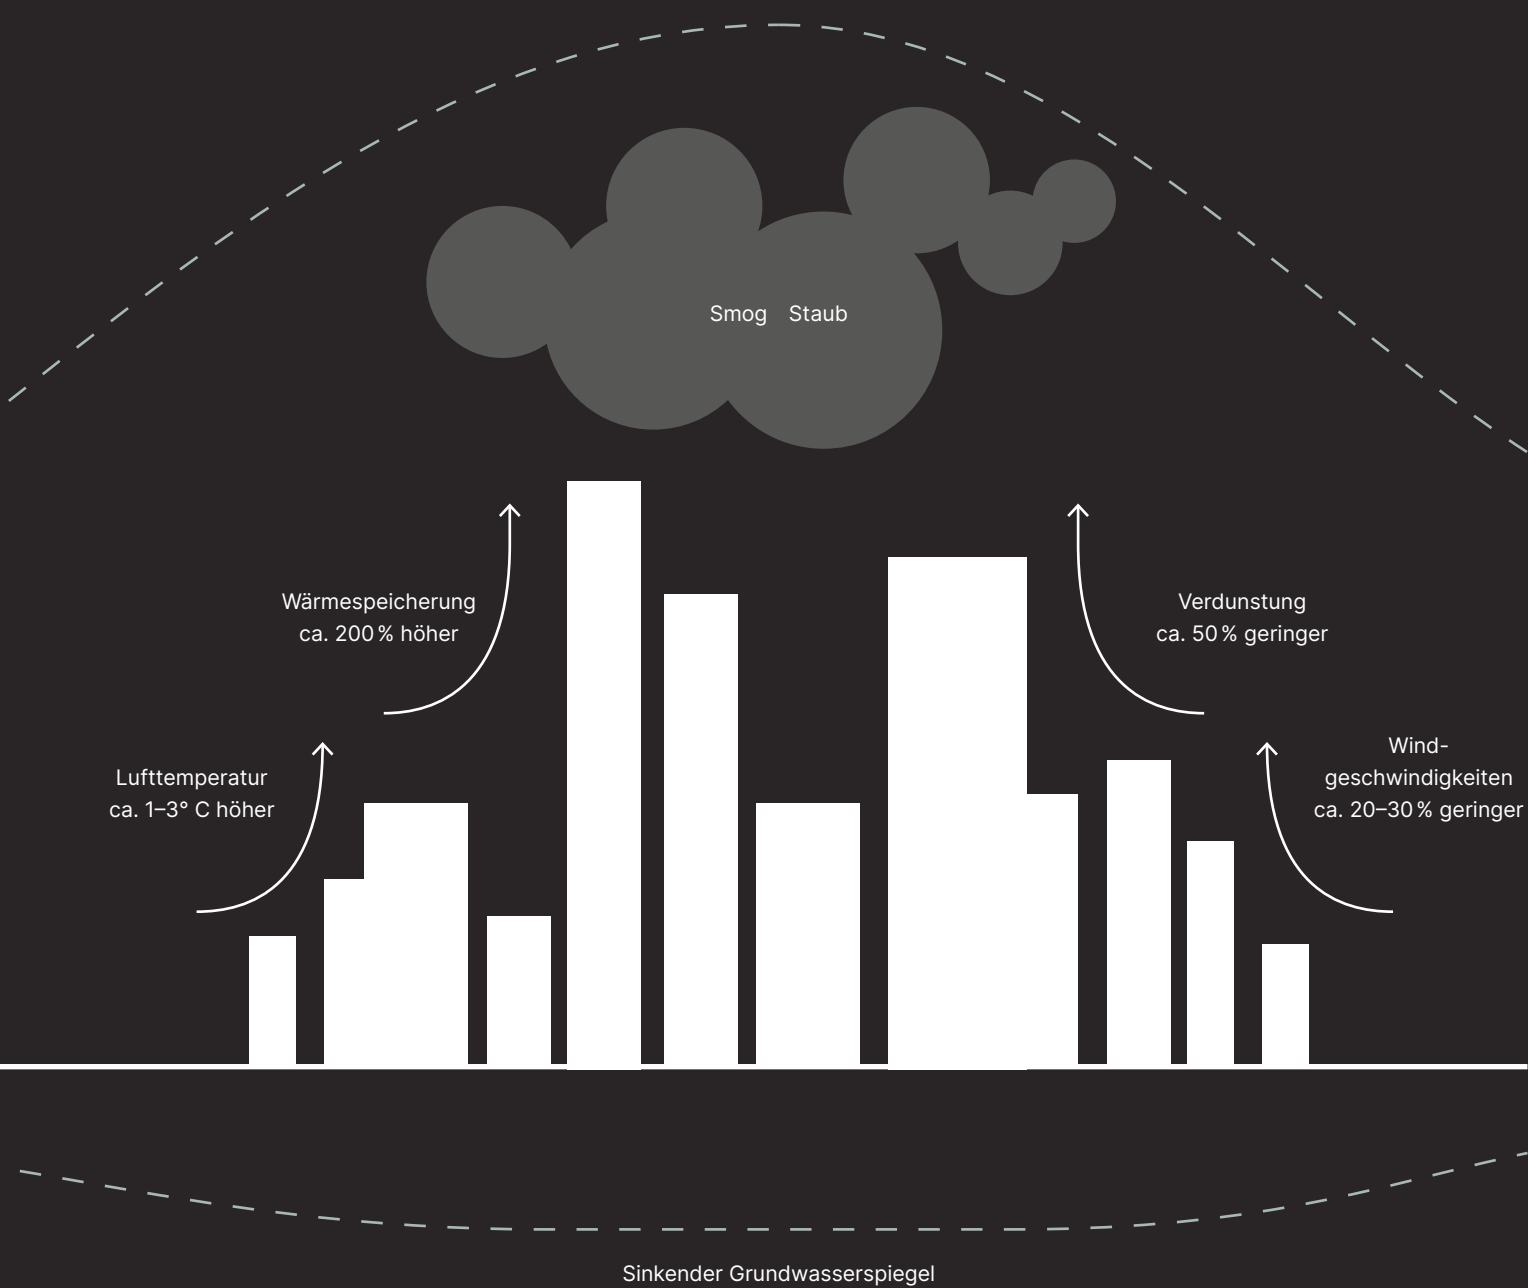 Smog Staub
Wärmespeicherung
ca. 200 % höher
Verdunstung
ca. 50 % geringer
Lufttemperatur
ca. 1–3° C höher
Wind-
geschwindigkeiten
ca. 20–30 % geringer
Sinkender Grundwasserspiegel